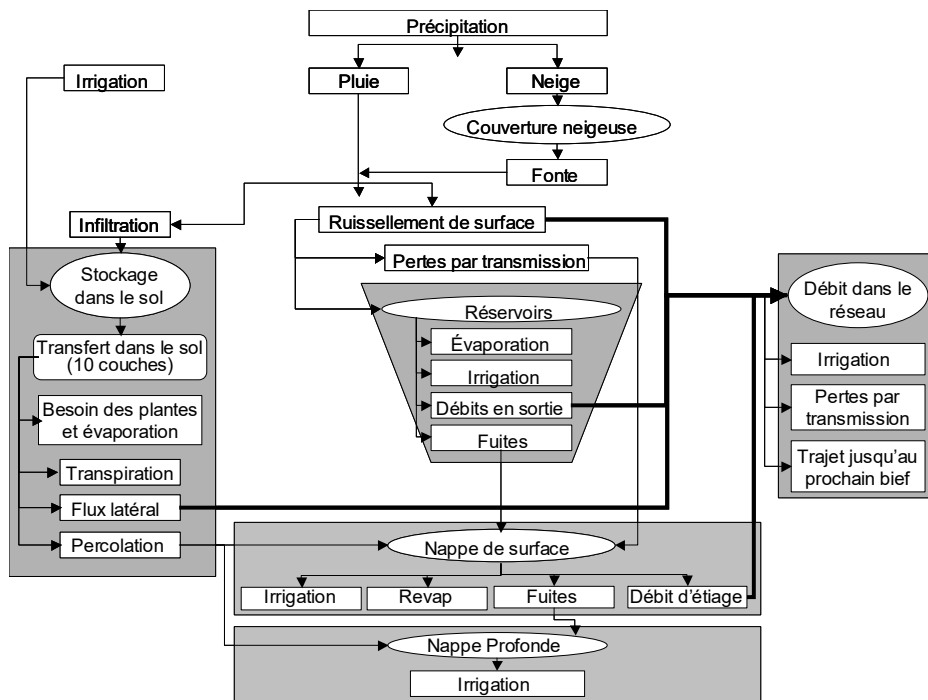 Précipitation
Irrigation
Pluie
Neige
Couverture neigeuse
Fonte
Infiltration
Ruissellement de surface
Pertes par transmission
Stockage
dans le sol
Transfert dans le sol
(10 couches)
Besoin des plantes
et évaporation
Transpiration
Flux latéral
Percolation
Réservoirs
Évaporation
Irrigation
Débits en sortie
Fuites
Débit dans le
réseau
Irrigation
Pertes par
transmission
Trajet jusqu'au
prochain bief
Nappe de surface
Irrigation
Revap
Fuites
Débit d'étiage
Nappe Profonde
Irrigation